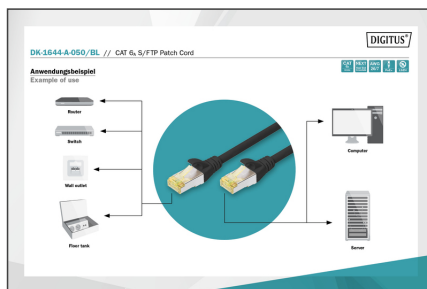 DIGITUS®
DK-1644-A-050/BL // CAT 6A S/FTP Patch Cord
Anwendungsbeispiel
Example of use
Router
Switch
Wall outlet
Floor tank
Computer
Server